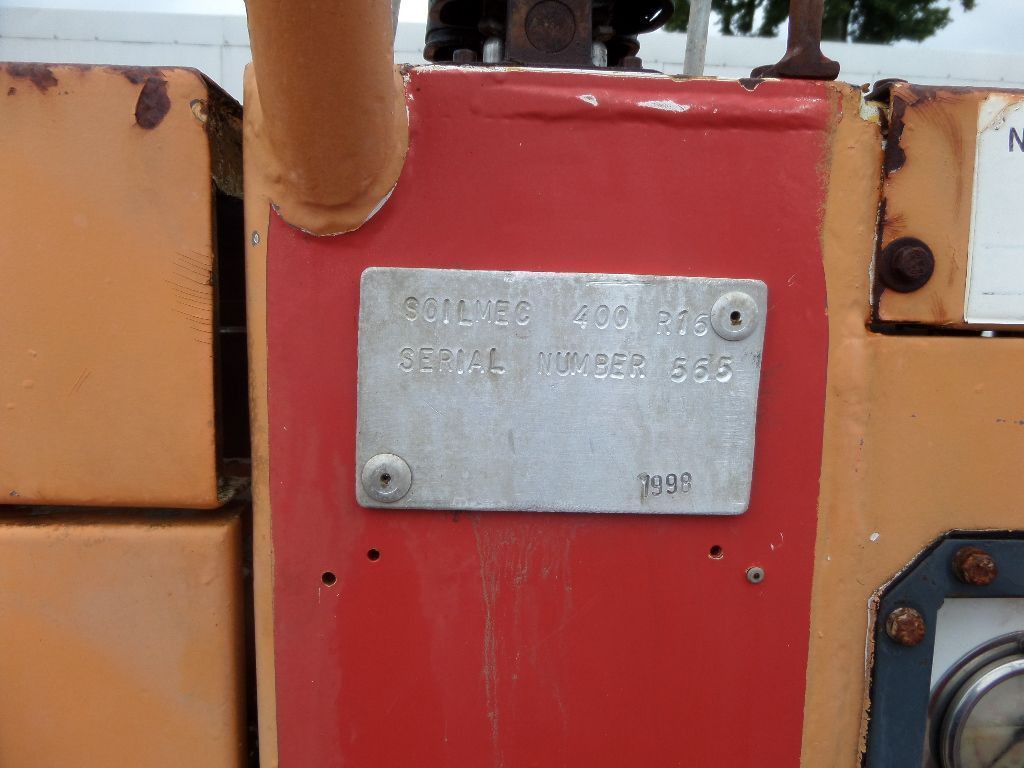 SOILMEC 400 R16
SERIAL NUMBER 565
1998
N